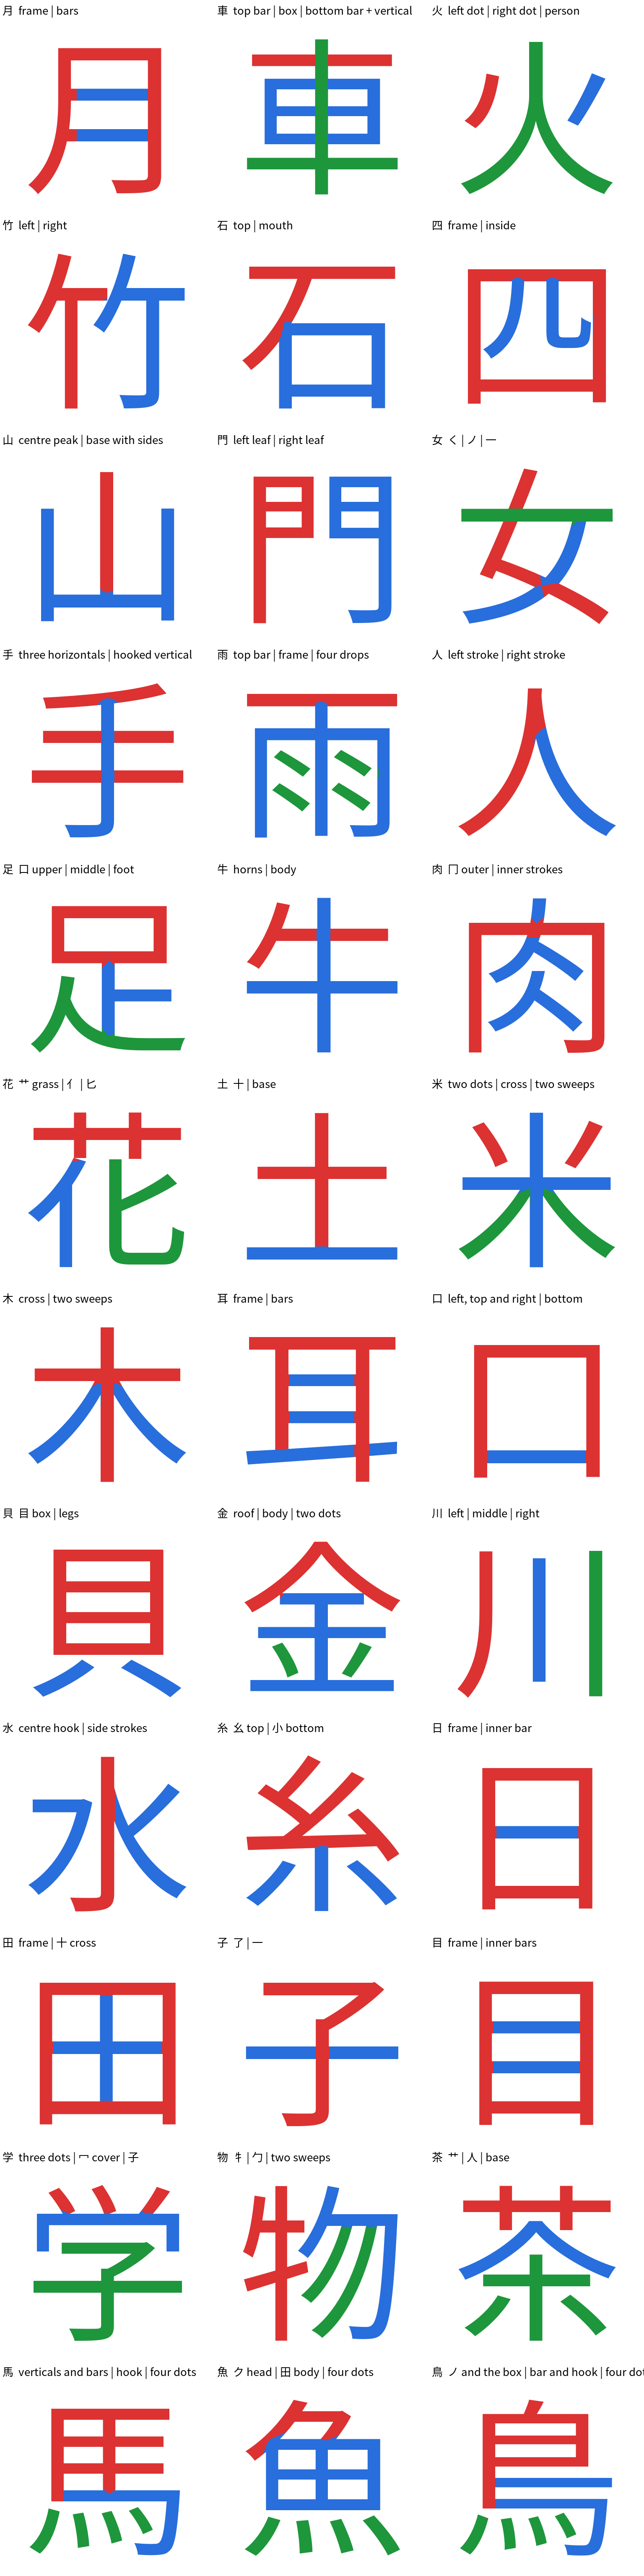 月 frame | bars
月
車 top bar | box | bottom bar + vertical
車
火 left dot | right dot | person
火
竹 left | right
竹
石 top | mouth
石
四 frame | inside
四
山 centre peak | base with sides
山
門 left leaf | right leaf
門
女 く | ノ | 一
女
手 three horizontals | hooked vertical
手
雨 top bar | frame | four drops
雨
人 left stroke | right stroke
人
足 口 upper | middle | foot
足
牛 horns | body
牛
肉 冂 outer | inner strokes
肉
花 艹 grass | 亻 | 匕
花
土 十 | base
土
米 two dots | cross | two sweeps
米
木 cross | two sweeps
木
耳 frame | bars
耳
口 left, top and right | bottom
口
貝 目 box | legs
貝
金 roof | body | two dots
金
川 left | middle | right
川
水 centre hook | side strokes
水
糸 幺 top | 小 bottom
糸
日 frame | inner bar
日
田 frame | 十 cross
田
子 了 | 一
子
目 frame | inner bars
目
学 three dots | 冖 cover | 子
学
物 牜 | 勹 | two sweeps
物
茶 艹 | 人 | base
茶
馬 verticals and bars | hook | four dots
馬
魚 ク head | 田 body | four dots
魚
鳥 ノ and the box | bar and hook | four dot
鳥